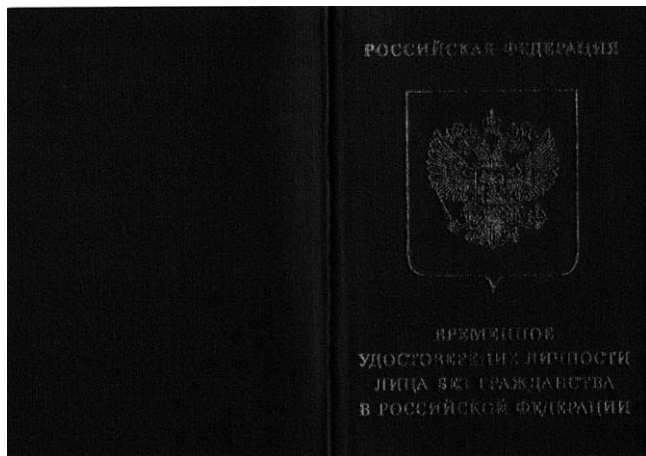 РОССИЙСКАЯ ФЕДЕРАЦИЯ
ВРЕМЕННОЕ
УДОСТОВЕРЕНИЕ ЛИЧНОСТИ
ЛИЦА БЕЗ ГРАЖДАНСТВА
В РОССИЙСКОЙ ФЕДЕРАЦИИ